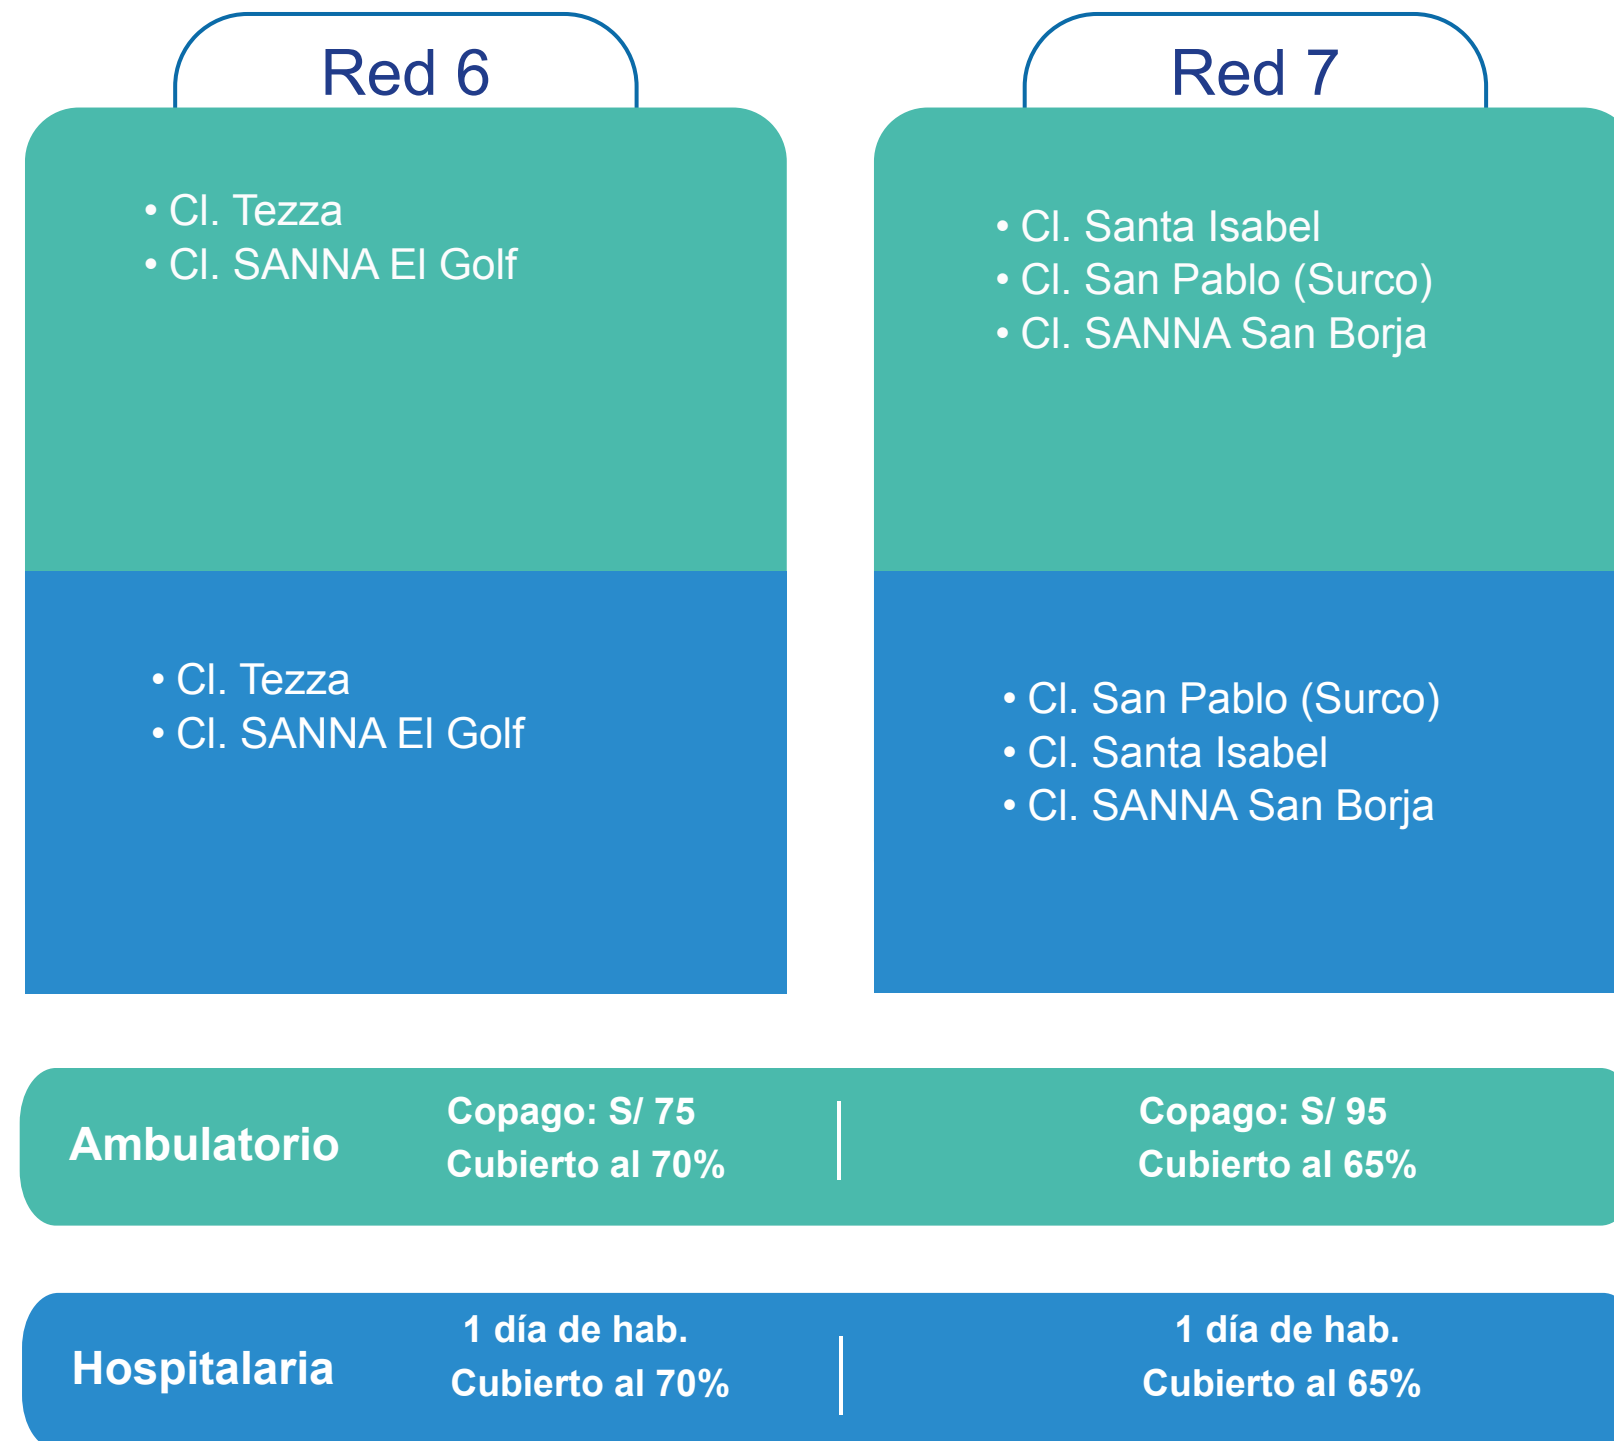 Red 6
• Cl. Tezza
• Cl. SANNA El Golf
• Cl. Tezza
• Cl. SANNA El Golf
Red 7
• Cl. Santa Isabel
• Cl. San Pablo (Surco)
• Cl. SANNA San Borja
• Cl. San Pablo (Surco)
• Cl. Santa Isabel
• Cl. SANNA San Borja
Ambulatorio
Copago: S/ 75
Cubierto al 70%
Copago: S/ 95
Cubierto al 65%
Hospitalaria
1 día de hab.
Cubierto al 70%
1 día de hab.
Cubierto al 65%